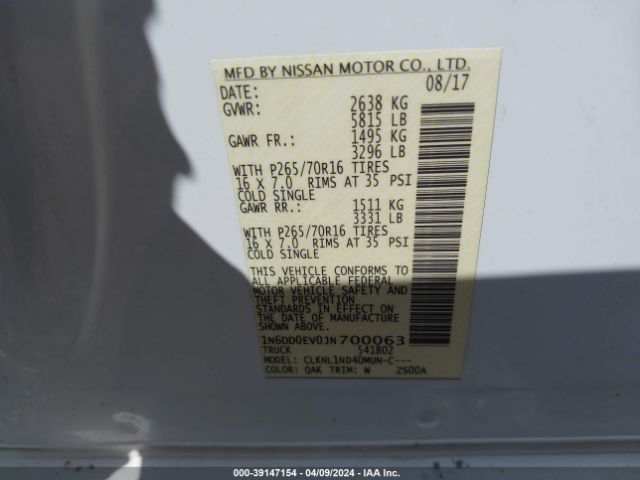 MFD BY NISSAN MOTOR CO., LTD.
DATE: 08/17
GVWR: 2638 KG
5815 LB
GAWR FR.: 1495 KG
3296 LB
WITH P265/70R16 TIRES
16 X 7.0 RIMS AT 35 PSI
COLD SINGLE
GAWR RR.: 1511 KG
3331 LB
WITH P265/70R16 TIRES
16 X 7.0 RIMS AT 35 PSI
COLD SINGLE
THIS VEHICLE CONFORMS TO
ALL APPLICABLE FEDERAL
MOTOR VEHICLE SAFETY AND
THEFT PREVENTION
STANDARDS IN EFFECT ON
THE DATE OF MANUFACTURE
SHOWN ABOVE.
1N6DD0EV0JN700063
TRUCK 541802
MODEL: CLKNL1ND40MUN-C---
COLOR: QAK TRIM: W ZS00A
000-39147154 - 04/09/2024 - IAA Inc.